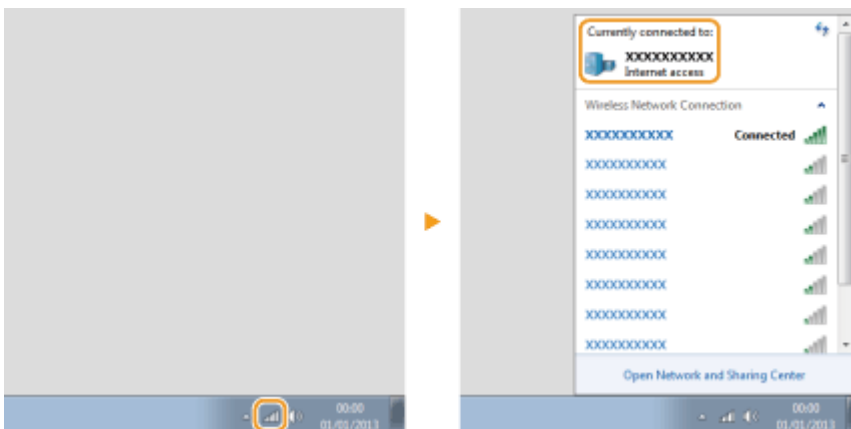 00:00
01/01/2013
Currently connected to:
XXXXXXXXXX
Internet access
Wireless Network Connection
XXXXXXXXXX Connected
XXXXXXXXXX
XXXXXXXXXX
XXXXXXXXXX
XXXXXXXXXX
XXXXXXXXXX
XXXXXXXXXX
XXXXXXXXXX
Open Network and Sharing Center
00:00
01/01/2013